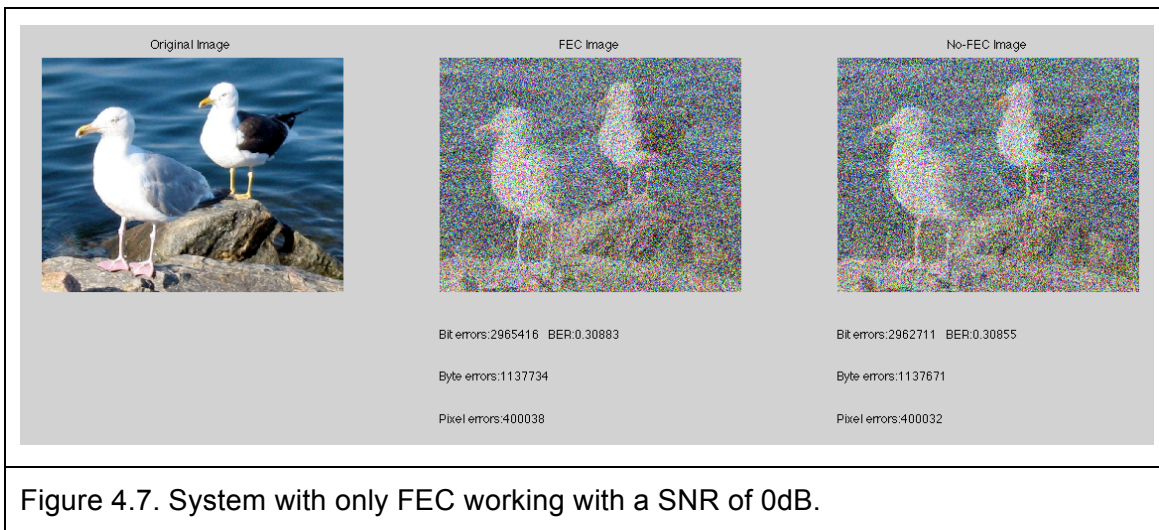 Original Image
FEC Image
No-FEC Image
Bit errors:2965416 BER:0.30883
Bit errors:2962711 BER:0.30855
Byte errors:1137734
Byte errors:1137671
Pixel errors:400038
Pixel errors:400032
Figure 4.7. System with only FEC working with a SNR of 0dB.